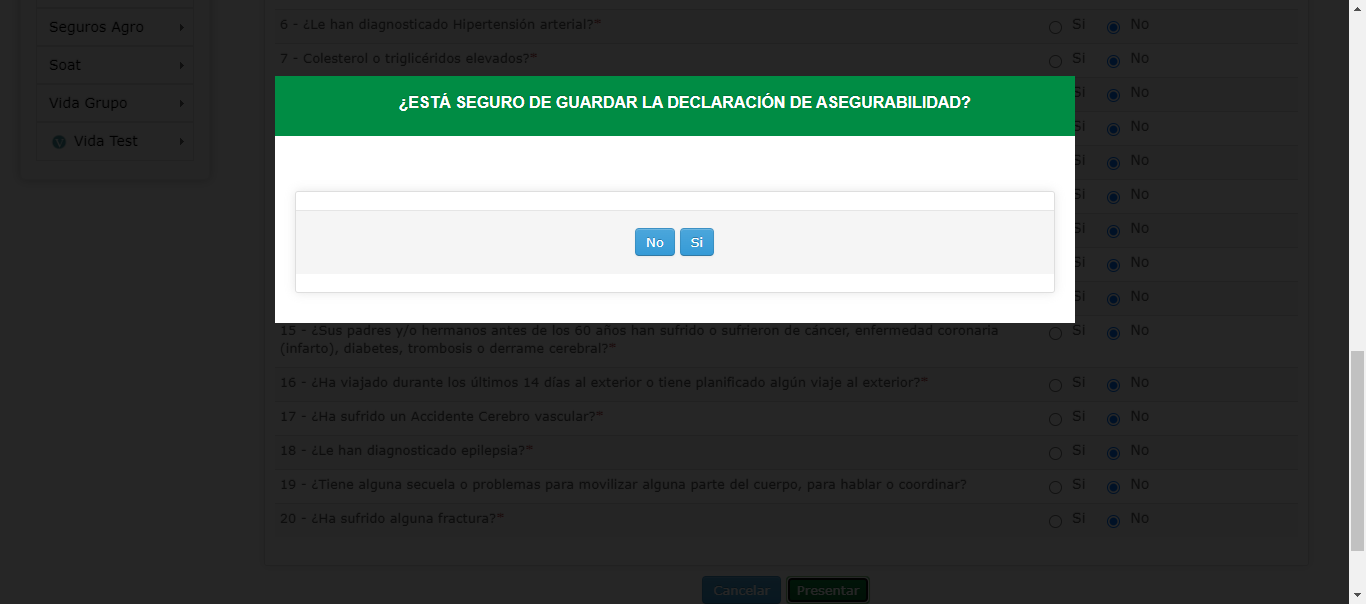 Seguros Agro
Soat
Vida Grupo
Vida Test
6 - ¿Le han diagnosticado Hipertensión arterial?* Si No
7 - Colesterol o triglicéridos elevados?* Si No
¿ESTÁ SEGURO DE GUARDAR LA DECLARACIÓN DE ASEGURABILIDAD?
Si No
Si No
Si No
Si No
Si No
Si No
Si No
No Si
15 - ¿Sus padres y/o hermanos antes de los 60 años han sufrido o sufrieron de cáncer, enfermedad coronaria Si No
(infarto), diabetes, trombosis o derrame cerebral?*
16 - ¿Ha viajado durante los últimos 14 días al exterior o tiene planificado algún viaje al exterior?* Si No
17 - ¿Ha sufrido un Accidente Cerebro vascular?* Si No
18 - ¿Le han diagnosticado epilepsia?* Si No
19 - ¿Tiene alguna secuela o problemas para movilizar alguna parte del cuerpo, para hablar o coordinar? Si No
20 - ¿Ha sufrido alguna fractura?* Si No
Cancelar Presentar